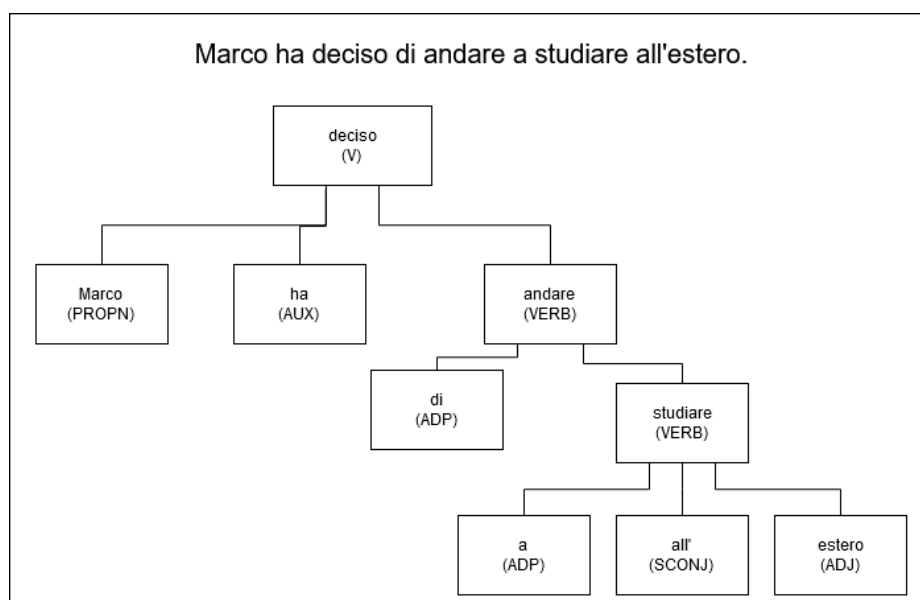 Marco ha deciso di andare a studiare all'estero.
deciso
(V)
Marco
(PROPN)
ha
(AUX)
andare
(VERB)
di
(ADP)
studiare
(VERB)
a
(ADP)
all'
(SCONJ)
estero
(ADJ)